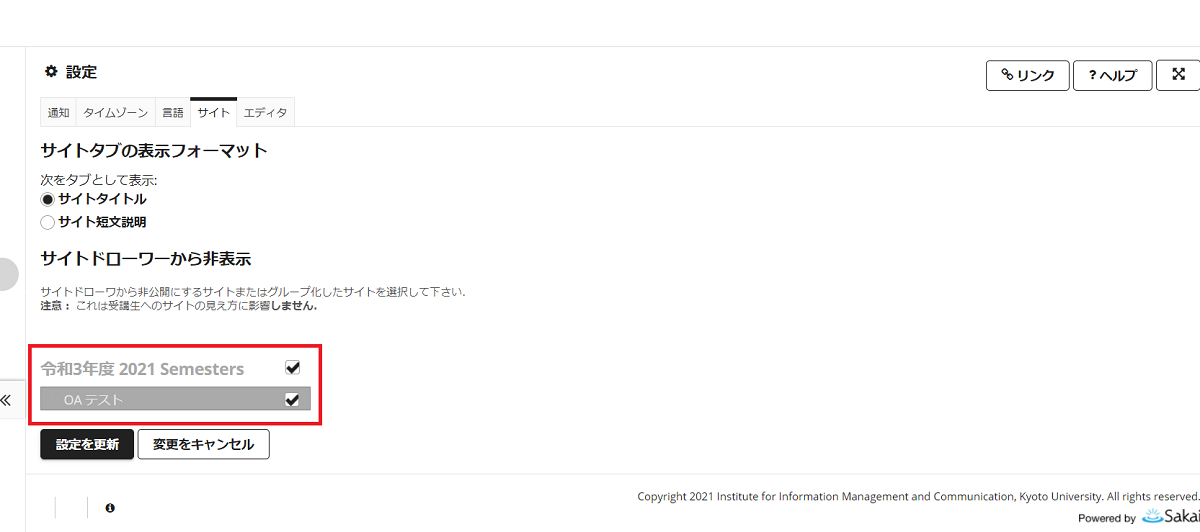 設定
リンク
? ヘルプ
通知 タイムゾーン 言語 サイト エディタ
サイトタブの表示フォーマット
次をタブとして表示:
サイトタイトル
サイト短文説明
サイトドローワーから非表示
サイトドローワから非公開にするサイトまたはグループ化したサイトを選択して下さい.
注意： これは受講生へのサイトの見え方に影響しません.
令和3年度 2021 Semesters
OA テスト
設定を更新 変更をキャンセル
Copyright 2021 Institute for Information Management and Communication, Kyoto University. All rights reserved.
Powered by Sakai